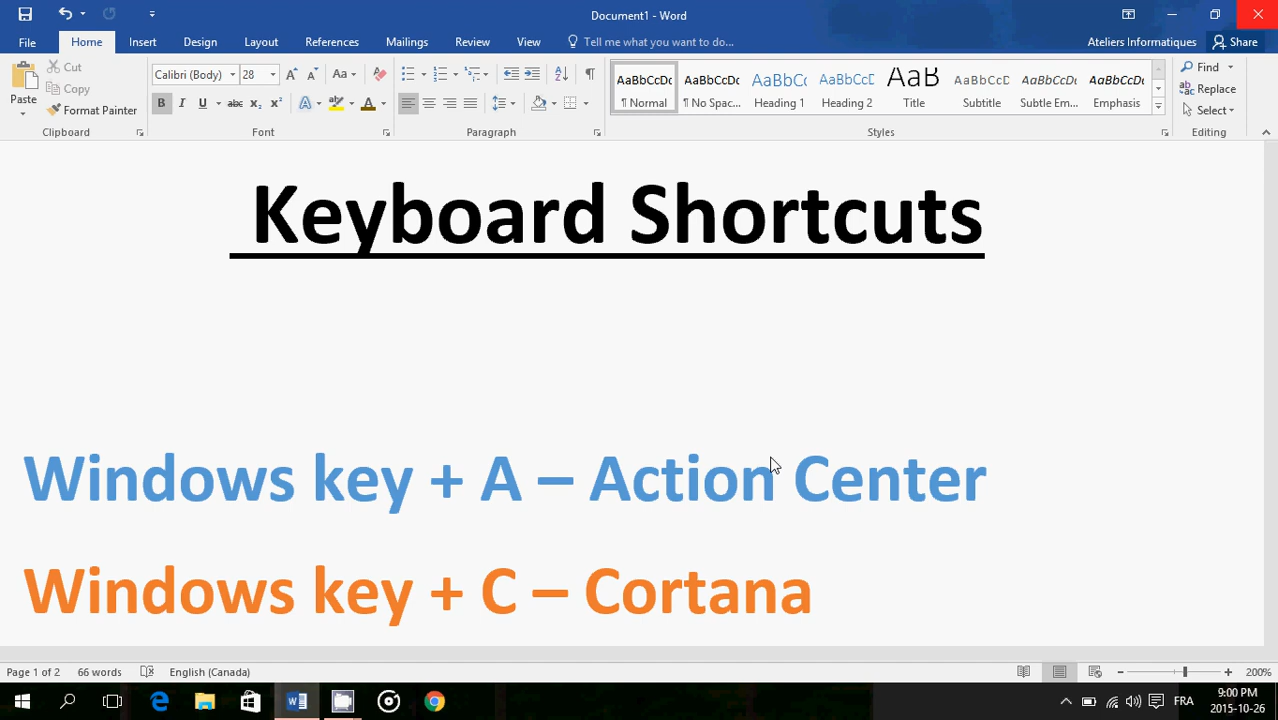 Document1 - Word
File Home Insert Design Layout References Mailings Review View Tell me what you want to do... Ateliers Informatiques Share
Paste
Cut
Copy
Format Painter
Clipboard
Calibri (Body) 28
Font
Paragraph
AaBbCcDc AaBbCcDc AaBbCc AaBbCcD AaB AaBbCcD AaBbCcDc AaBbCcDc
¶ Normal ¶ No Spac... Heading 1 Heading 2 Title Subtitle Subtle Em... Emphasis
Styles
Find
Replace
Select
Editing
Keyboard Shortcuts
Windows key + A – Action Center
Windows key + C – Cortana
Page 1 of 2 66 words English (Canada) 200%
FRA
9:00 PM
2015-10-26